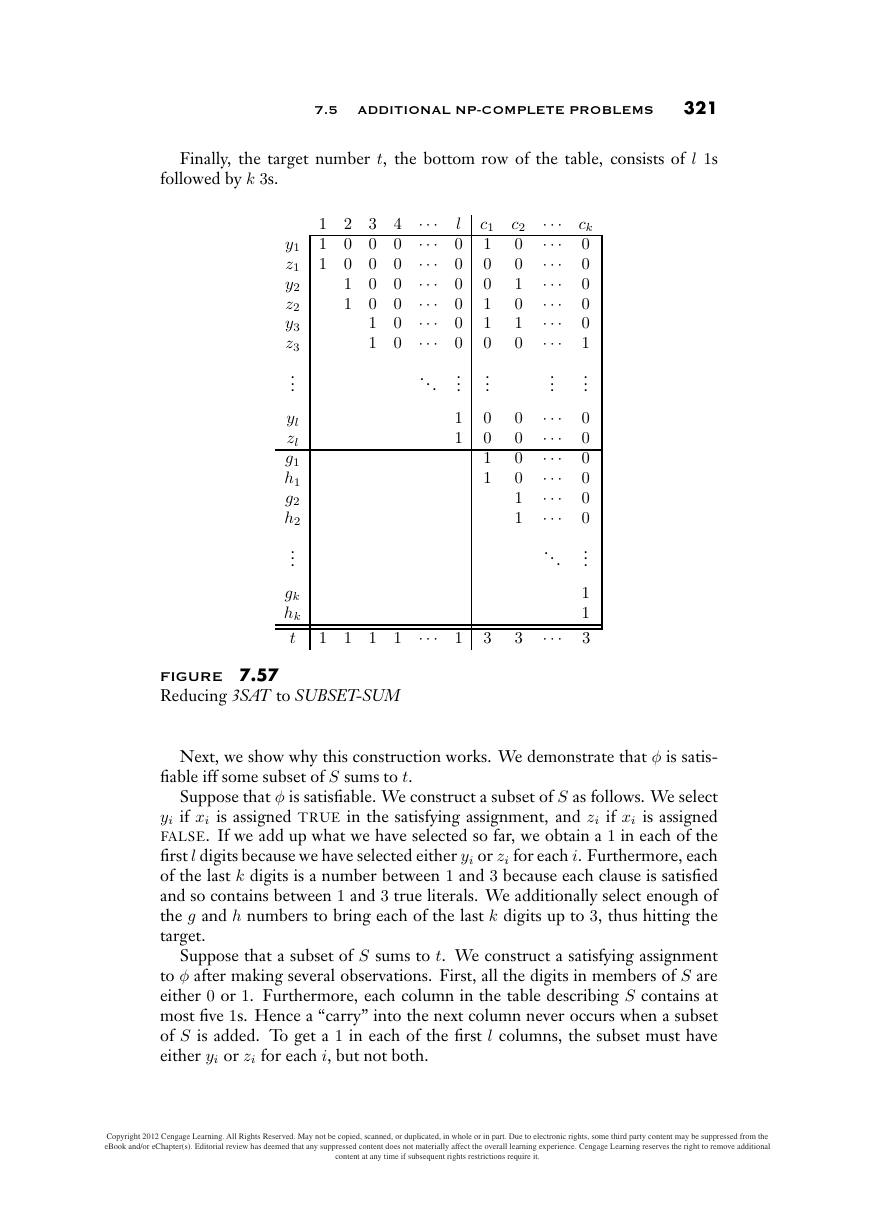 7.5 ADDITIONAL NP-COMPLETE PROBLEMS 321
Finally, the target number t, the bottom row of the table, consists of l 1s
followed by k 3s.
1 2 3 4 ⋯ l c₁ c₂ ⋯ cₖ
y₁ 1 0 0 0 ⋯ 0 1 0 ⋯ 0
z₁ 1 0 0 0 ⋯ 0 0 0 ⋯ 0
y₂ 1 0 0 ⋯ 0 0 1 ⋯ 0
z₂ 1 0 0 ⋯ 0 1 0 ⋯ 0
y₃ 1 0 ⋯ 0 1 1 ⋯ 0
z₃ 1 0 ⋯ 0 0 0 ⋯ 1
⋮ ⋱ ⋮ ⋮ ⋮ ⋮
yₗ 1 0 0 ⋯ 0
zₗ 1 0 0 ⋯ 0
g₁ 1 0 ⋯ 0
h₁ 1 0 ⋯ 0
g₂ 1 ⋯ 0
h₂ 1 ⋯ 0
⋮ ⋱ ⋮
gₖ 1
hₖ 1
t 1 1 1 1 ⋯ 1 3 3 ⋯ 3
FIGURE 7.57
Reducing 3SAT to SUBSET-SUM
Next, we show why this construction works. We demonstrate that ϕ is satis-
fiable iff some subset of S sums to t.
Suppose that ϕ is satisfiable. We construct a subset of S as follows. We select
yᵢ if xᵢ is assigned TRUE in the satisfying assignment, and zᵢ if xᵢ is assigned
FALSE. If we add up what we have selected so far, we obtain a 1 in each of the
first l digits because we have selected either yᵢ or zᵢ for each i. Furthermore, each
of the last k digits is a number between 1 and 3 because each clause is satisfied
and so contains between 1 and 3 true literals. We additionally select enough of
the g and h numbers to bring each of the last k digits up to 3, thus hitting the
target.
Suppose that a subset of S sums to t. We construct a satisfying assignment
to ϕ after making several observations. First, all the digits in members of S are
either 0 or 1. Furthermore, each column in the table describing S contains at
most five 1s. Hence a “carry” into the next column never occurs when a subset
of S is added. To get a 1 in each of the first l columns, the subset must have
either yᵢ or zᵢ for each i, but not both.
Copyright 2012 Cengage Learning. All Rights Reserved. May not be copied, scanned, or duplicated, in whole or in part. Due to electronic rights, some third party content may be suppressed from the
eBook and/or eChapter(s). Editorial review has deemed that any suppressed content does not materially affect the overall learning experience. Cengage Learning reserves the right to remove additional
content at any time if subsequent rights restrictions require it.